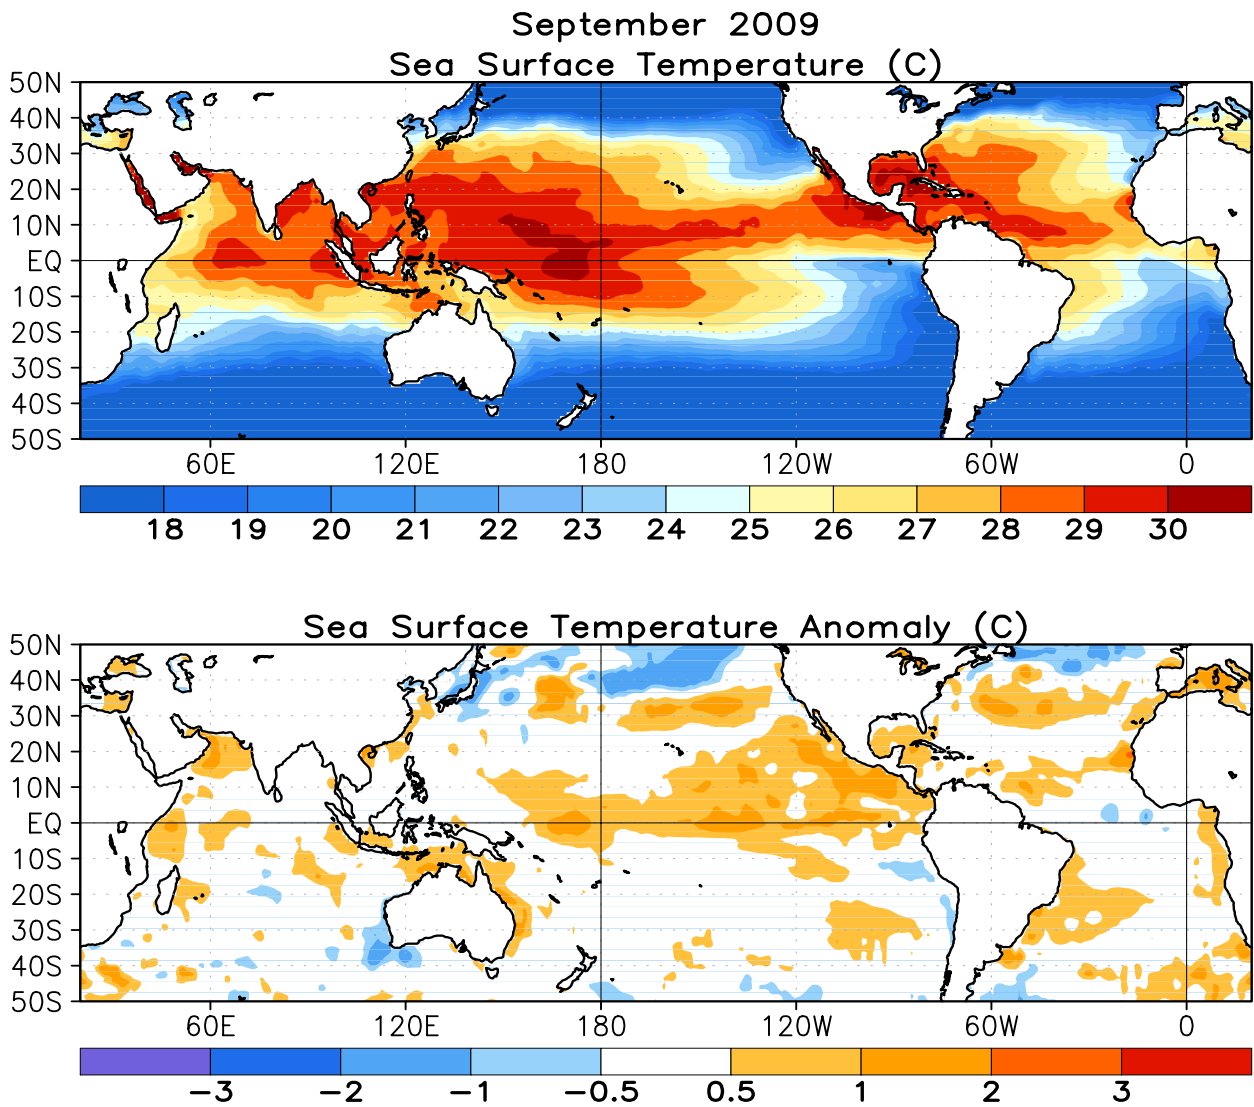 September 2009
Sea Surface Temperature (C)
50N
40N
30N
20N
10N
EQ
10S
20S
30S
40S
50S
60E 120E 180 120W 60W 0
18 19 20 21 22 23 24 25 26 27 28 29 30
Sea Surface Temperature Anomaly (C)
50N
40N
30N
20N
10N
EQ
10S
20S
30S
40S
50S
60E 120E 180 120W 60W 0
−3 −2 −1 −0.5 0.5 1 2 3